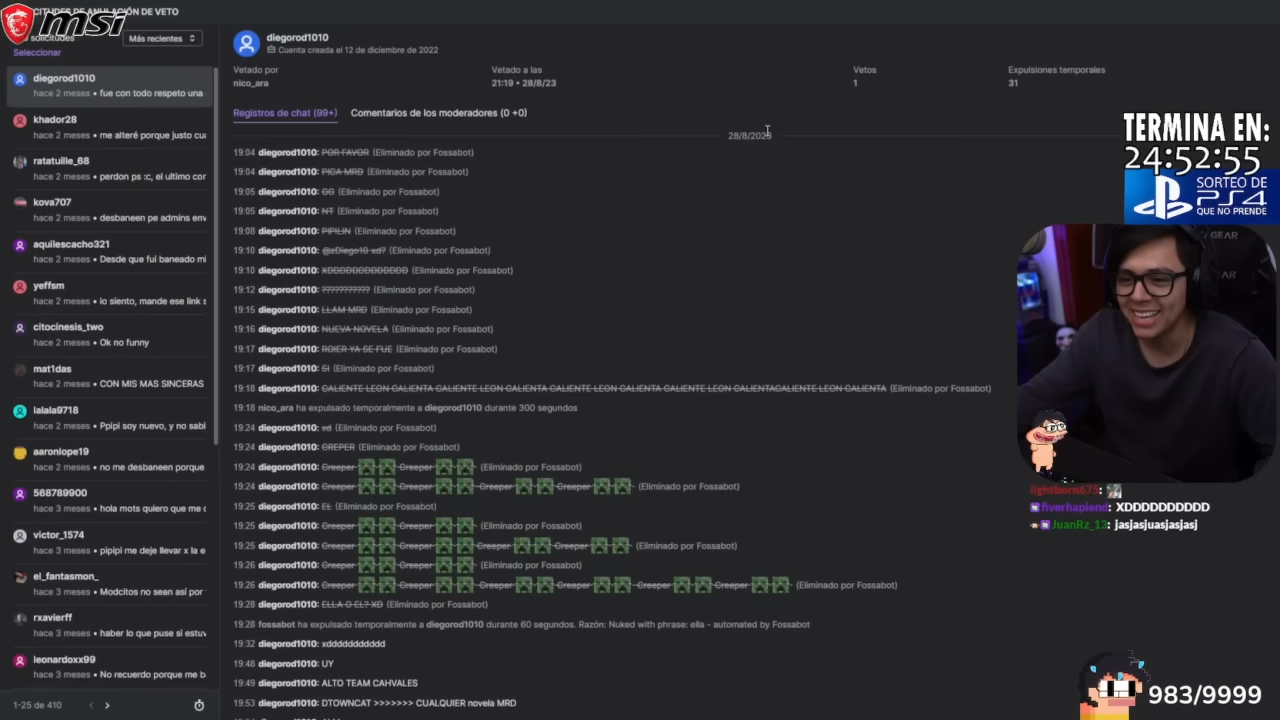 CITUDES DE ANULACIÓN DE VETO
msi
solicitudes
Más recientes
Seleccionar
diegorod1010
hace 2 meses • fue con todo respeto una
khador28
hace 2 meses • me alteré porque justo cu
ratatuille_68
hace 2 meses • perdon ps :c, el ultimo cor
kova707
hace 2 meses • desbaneen pe admins env
aquilescacho321
hace 2 meses • Desde que fui baneado mi
yeffsm
hace 2 meses • lo siento, mande ese link s
citocinesis_two
hace 2 meses • Ok no funny
mat1das
hace 2 meses • CON MIS MAS SINCERAS
lalala9718
hace 2 meses • Ppipi soy nuevo, y no sabi
aaronlope19
hace 2 meses • no me desbaneen porque
568789900
hace 3 meses • hola mots quiero que me c
victor_1574
hace 3 meses • pipipi me deje llevar x la e
el_fantasmon_
hace 3 meses • Modcitos no sean así por
rxavierff
hace 3 meses • haber lo que puse si estuv
leonardoxx99
hace 3 meses • No recuerdo porque me b
1-25 de 410
diegorod1010
Cuenta creada el 12 de diciembre de 2022
Vetado por
nico_ara
Vetado a las
21:19 • 28/8/23
Vetos
1
Expulsiones temporales
31
Registros de chat (99+)
Comentarios de los moderadores (0 +0)
28/8/2023
19:04 diegorod1010: POR FAVOR (Eliminado por Fossabot)
19:04 diegorod1010: PICA MRD (Eliminado por Fossabot)
19:05 diegorod1010: GG (Eliminado por Fossabot)
19:05 diegorod1010: NT (Eliminado por Fossabot)
19:08 diegorod1010: PIPILIN (Eliminado por Fossabot)
19:10 diegorod1010: @zDiego10 xd? (Eliminado por Fossabot)
19:10 diegorod1010: XDDDDDDDDDDDD (Eliminado por Fossabot)
19:12 diegorod1010: ??????????? (Eliminado por Fossabot)
19:15 diegorod1010: LLAM MRD (Eliminado por Fossabot)
19:16 diegorod1010: NUEVA NOVELA (Eliminado por Fossabot)
19:17 diegorod1010: ROIER YA SE FUE (Eliminado por Fossabot)
19:17 diegorod1010: SI (Eliminado por Fossabot)
19:18 diegorod1010: CALIENTE LEON CALIENTA CALIENTE LEON CALIENTA CALIENTE LEON CALIENTA CALIENTE LEON CALIENTACALIENTE LEON CALIENTA (Eliminado por Fossabot)
19:18 nico_ara ha expulsado temporalmente a diegorod1010 durante 300 segundos
19:24 diegorod1010: xd (Eliminado por Fossabot)
19:24 diegorod1010: CREPER (Eliminado por Fossabot)
19:24 diegorod1010: Creeper Creeper (Eliminado por Fossabot)
19:24 diegorod1010: Creeper Creeper Creeper Creeper (Eliminado por Fossabot)
19:25 diegorod1010: EL (Eliminado por Fossabot)
19:25 diegorod1010: Creeper Creeper (Eliminado por Fossabot)
19:25 diegorod1010: Creeper Creeper Creeper Creeper (Eliminado por Fossabot)
19:26 diegorod1010: Creeper Creeper (Eliminado por Fossabot)
19:26 diegorod1010: Creeper Creeper Creeper Creeper Creeper Creeper (Eliminado por Fossabot)
19:28 diegorod1010: ELLA O EL? XD (Eliminado por Fossabot)
19:28 fossabot ha expulsado temporalmente a diegorod1010 durante 60 segundos. Razón: Nuked with phrase: ella - automated by Fossabot
19:32 diegorod1010: xddddddddddd
19:48 diegorod1010: UY
19:49 diegorod1010: ALTO TEAM CAHVALES
19:53 diegorod1010: DTOWNCAT >>>>>>> CUALQUIER novela MRD
TERMINA EN:
24:52:55
SORTEO DE
PS4
QUE NO PRENDE
GEAR
lightborn675:
fiverhaplend: XDDDDDDDDDD
JuanRz_13: jasjasjuasjasjasj
983/9999